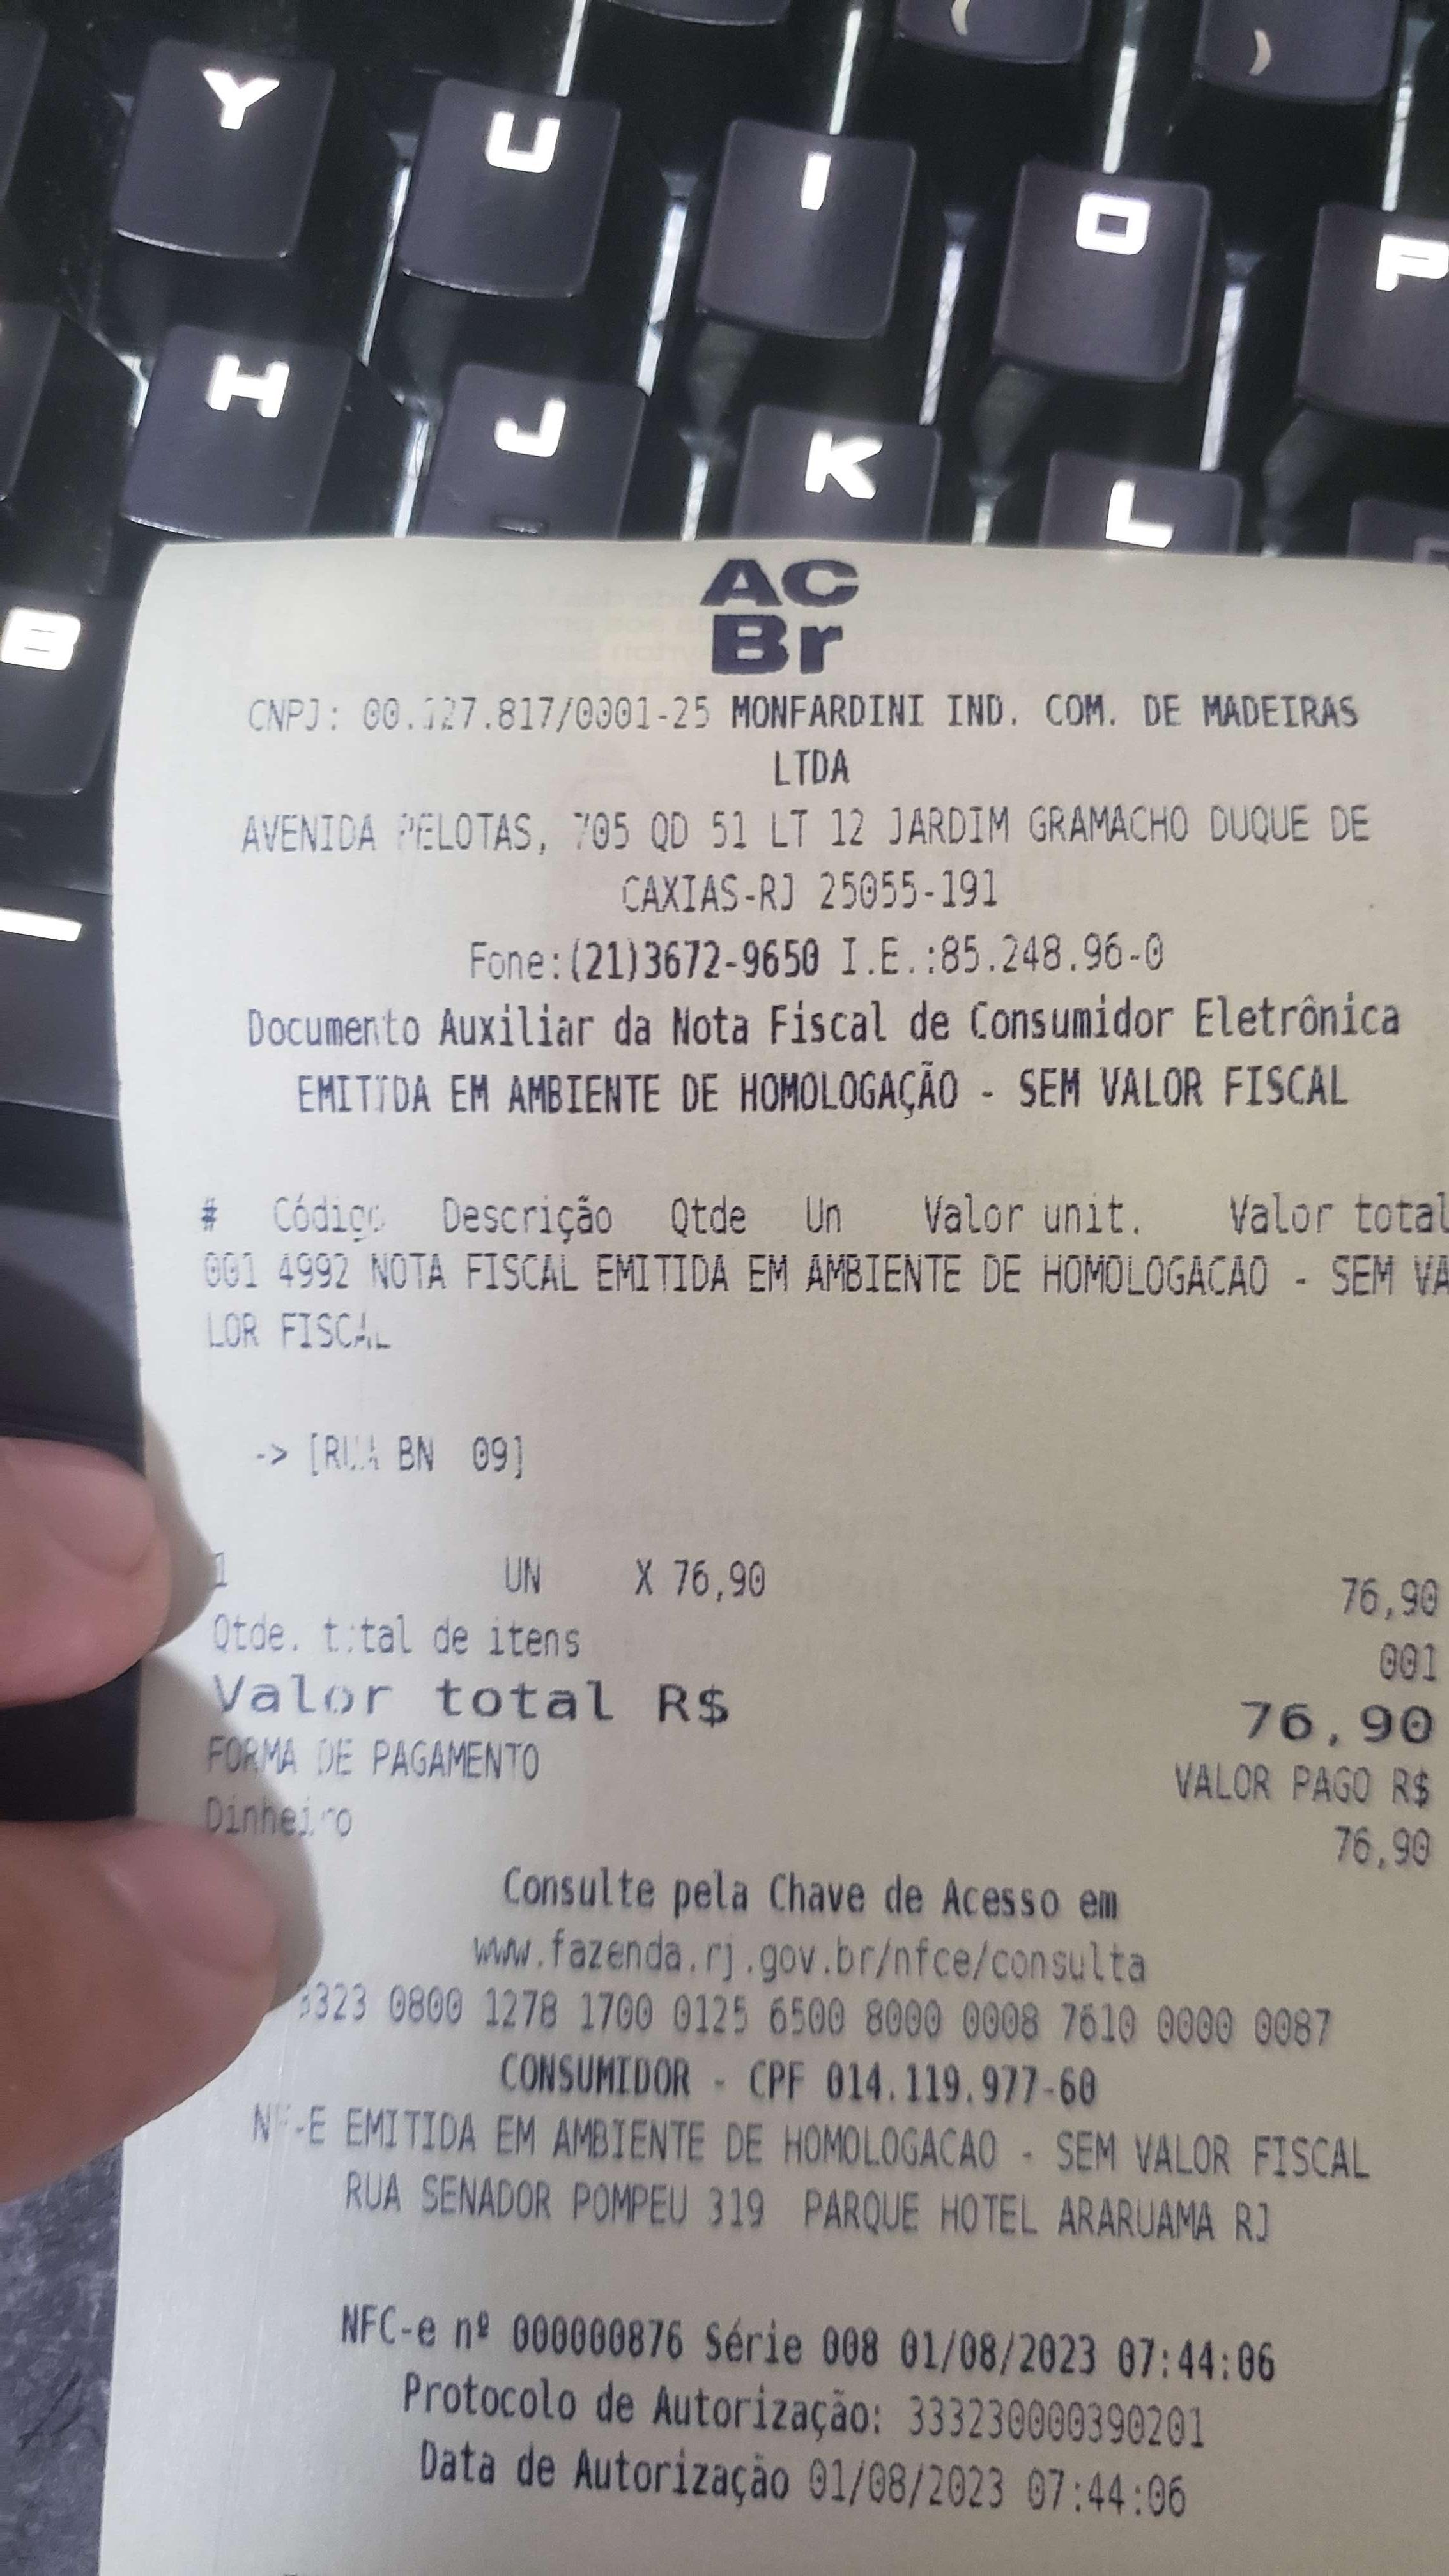 ( )
Y U I O P
H J K L
B
AC
Br
CNPJ: 00.127.817/0001-25 MONFARDINI IND. COM. DE MADEIRAS
LTDA
AVENIDA PELOTAS, 705 QD 51 LT 12 JARDIM GRAMACHO DUQUE DE
CAXIAS-RJ 25055-191
Fone:(21)3672-9650 I.E.:85.248.96-0
Documento Auxiliar da Nota Fiscal de Consumidor Eletrônica
EMITIDA EM AMBIENTE DE HOMOLOGAÇÃO - SEM VALOR FISCAL
# Código Descrição Qtde Un Valor unit. Valor total
001 4992 NOTA FISCAL EMITIDA EM AMBIENTE DE HOMOLOGACAO - SEM VA
LOR FISCAL
-> [RUA BN 09]
1 UN X 76,90 76,90
Qtde. total de itens 001
Valor total R$ 76,90
FORMA DE PAGAMENTO VALOR PAGO R$
Dinheiro 76,90
Consulte pela Chave de Acesso em
www.fazenda.rj.gov.br/nfce/consulta
3323 0800 1278 1700 0125 6500 8000 0008 7610 0000 0087
CONSUMIDOR - CPF 014.119.977-60
NF-E EMITIDA EM AMBIENTE DE HOMOLOGACAO - SEM VALOR FISCAL
RUA SENADOR POMPEU 319 PARQUE HOTEL ARARUAMA RJ
NFC-e nº 000000876 Série 008 01/08/2023 07:44:06
Protocolo de Autorização: 333230000390201
Data de Autorização 01/08/2023 07:44:06